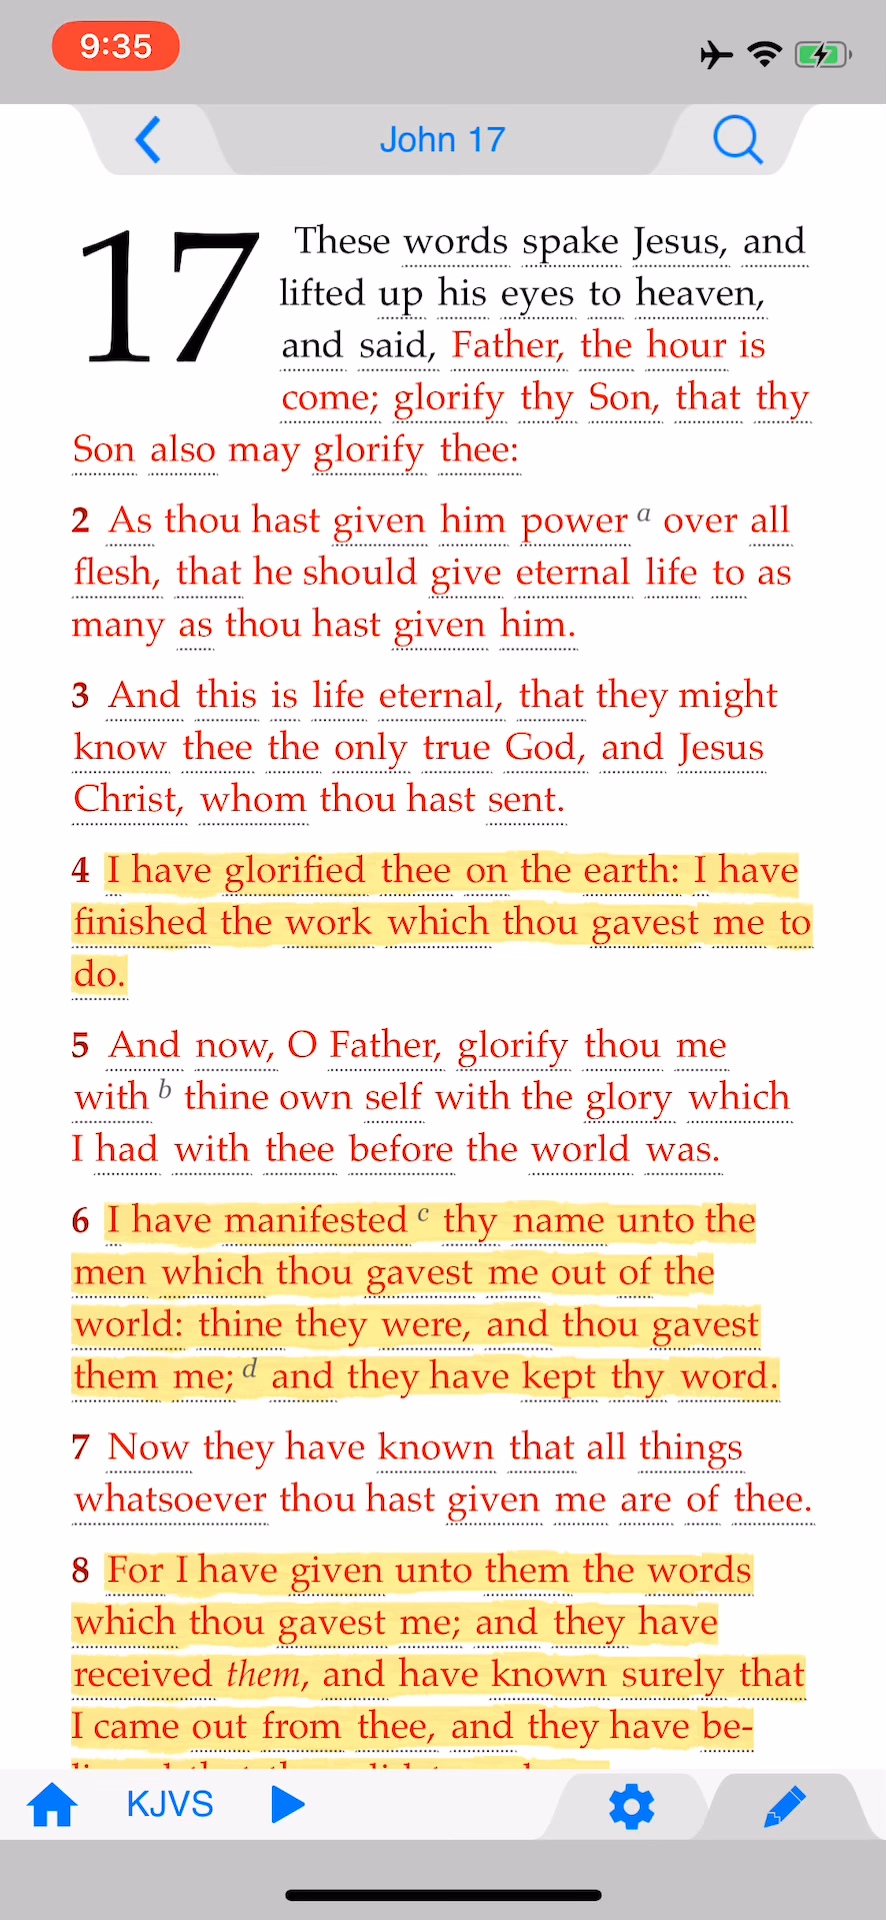 9:35
John 17
17 These words spake Jesus, and
lifted up his eyes to heaven,
and said, Father, the hour is
come; glorify thy Son, that thy
Son also may glorify thee:
2 As thou hast given him power a over all
flesh, that he should give eternal life to as
many as thou hast given him.
3 And this is life eternal, that they might
know thee the only true God, and Jesus
Christ, whom thou hast sent.
4 I have glorified thee on the earth: I have
finished the work which thou gavest me to
do.
5 And now, O Father, glorify thou me
with b thine own self with the glory which
I had with thee before the world was.
6 I have manifested c thy name unto the
men which thou gavest me out of the
world: thine they were, and thou gavest
them me; d and they have kept thy word.
7 Now they have known that all things
whatsoever thou hast given me are of thee.
8 For I have given unto them the words
which thou gavest me; and they have
received them, and have known surely that
I came out from thee, and they have be-
KJVS